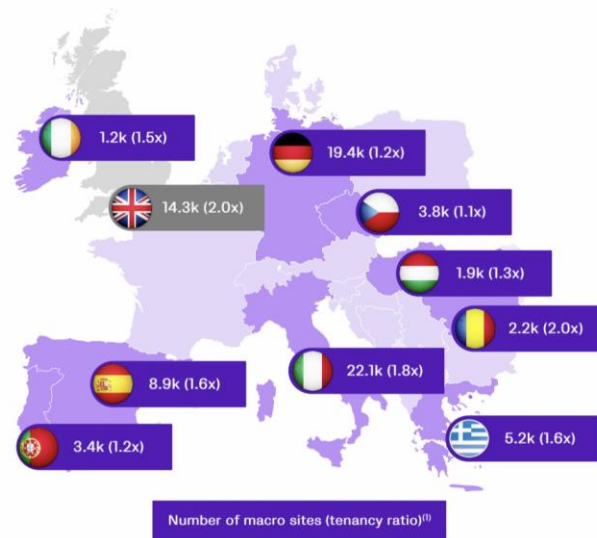 1.2k (1.5x)
19.4k (1.2x)
14.3k (2.0x)
3.8k (1.1x)
1.9k (1.3x)
2.2k (2.0x)
8.9k (1.6x)
22.1k (1.8x)
3.4k (1.2x)
5.2k (1.6x)
Number of macro sites (tenancy ratio)⁽¹⁾